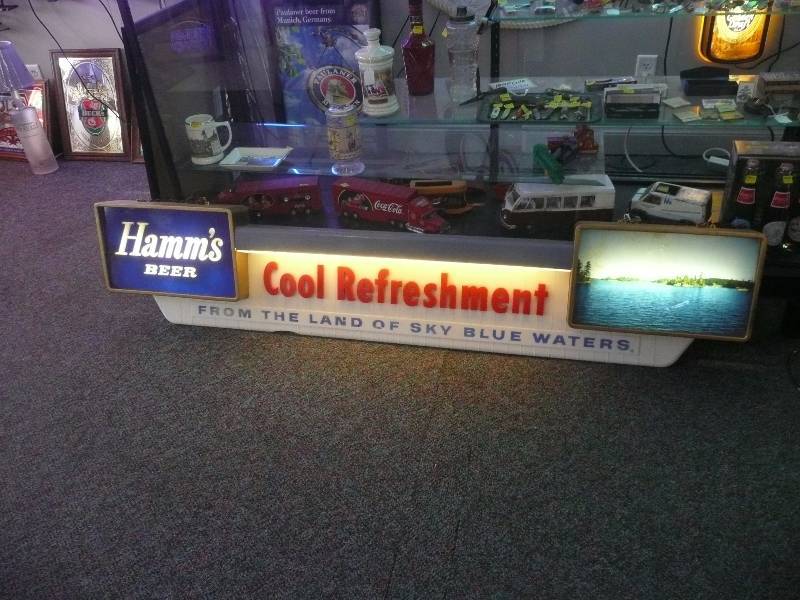 Paulaner beer from
Munich, Germany.
PAULANER
BECK'S
Coca-Cola
Hamm's
BEER
Cool Refreshment
FROM THE LAND OF SKY BLUE WATERS.